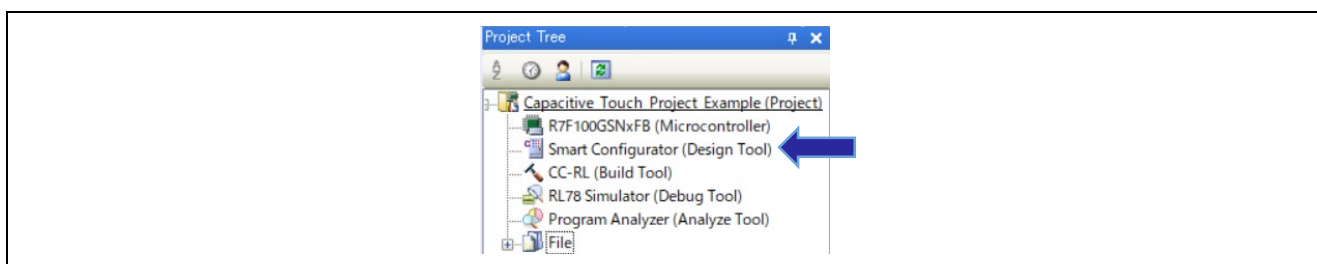 Project Tree
Capacitive Touch Project Example (Project)
R7F100GSNxFB (Microcontroller)
Smart Configurator (Design Tool)
CC-RL (Build Tool)
RL78 Simulator (Debug Tool)
Program Analyzer (Analyze Tool)
File